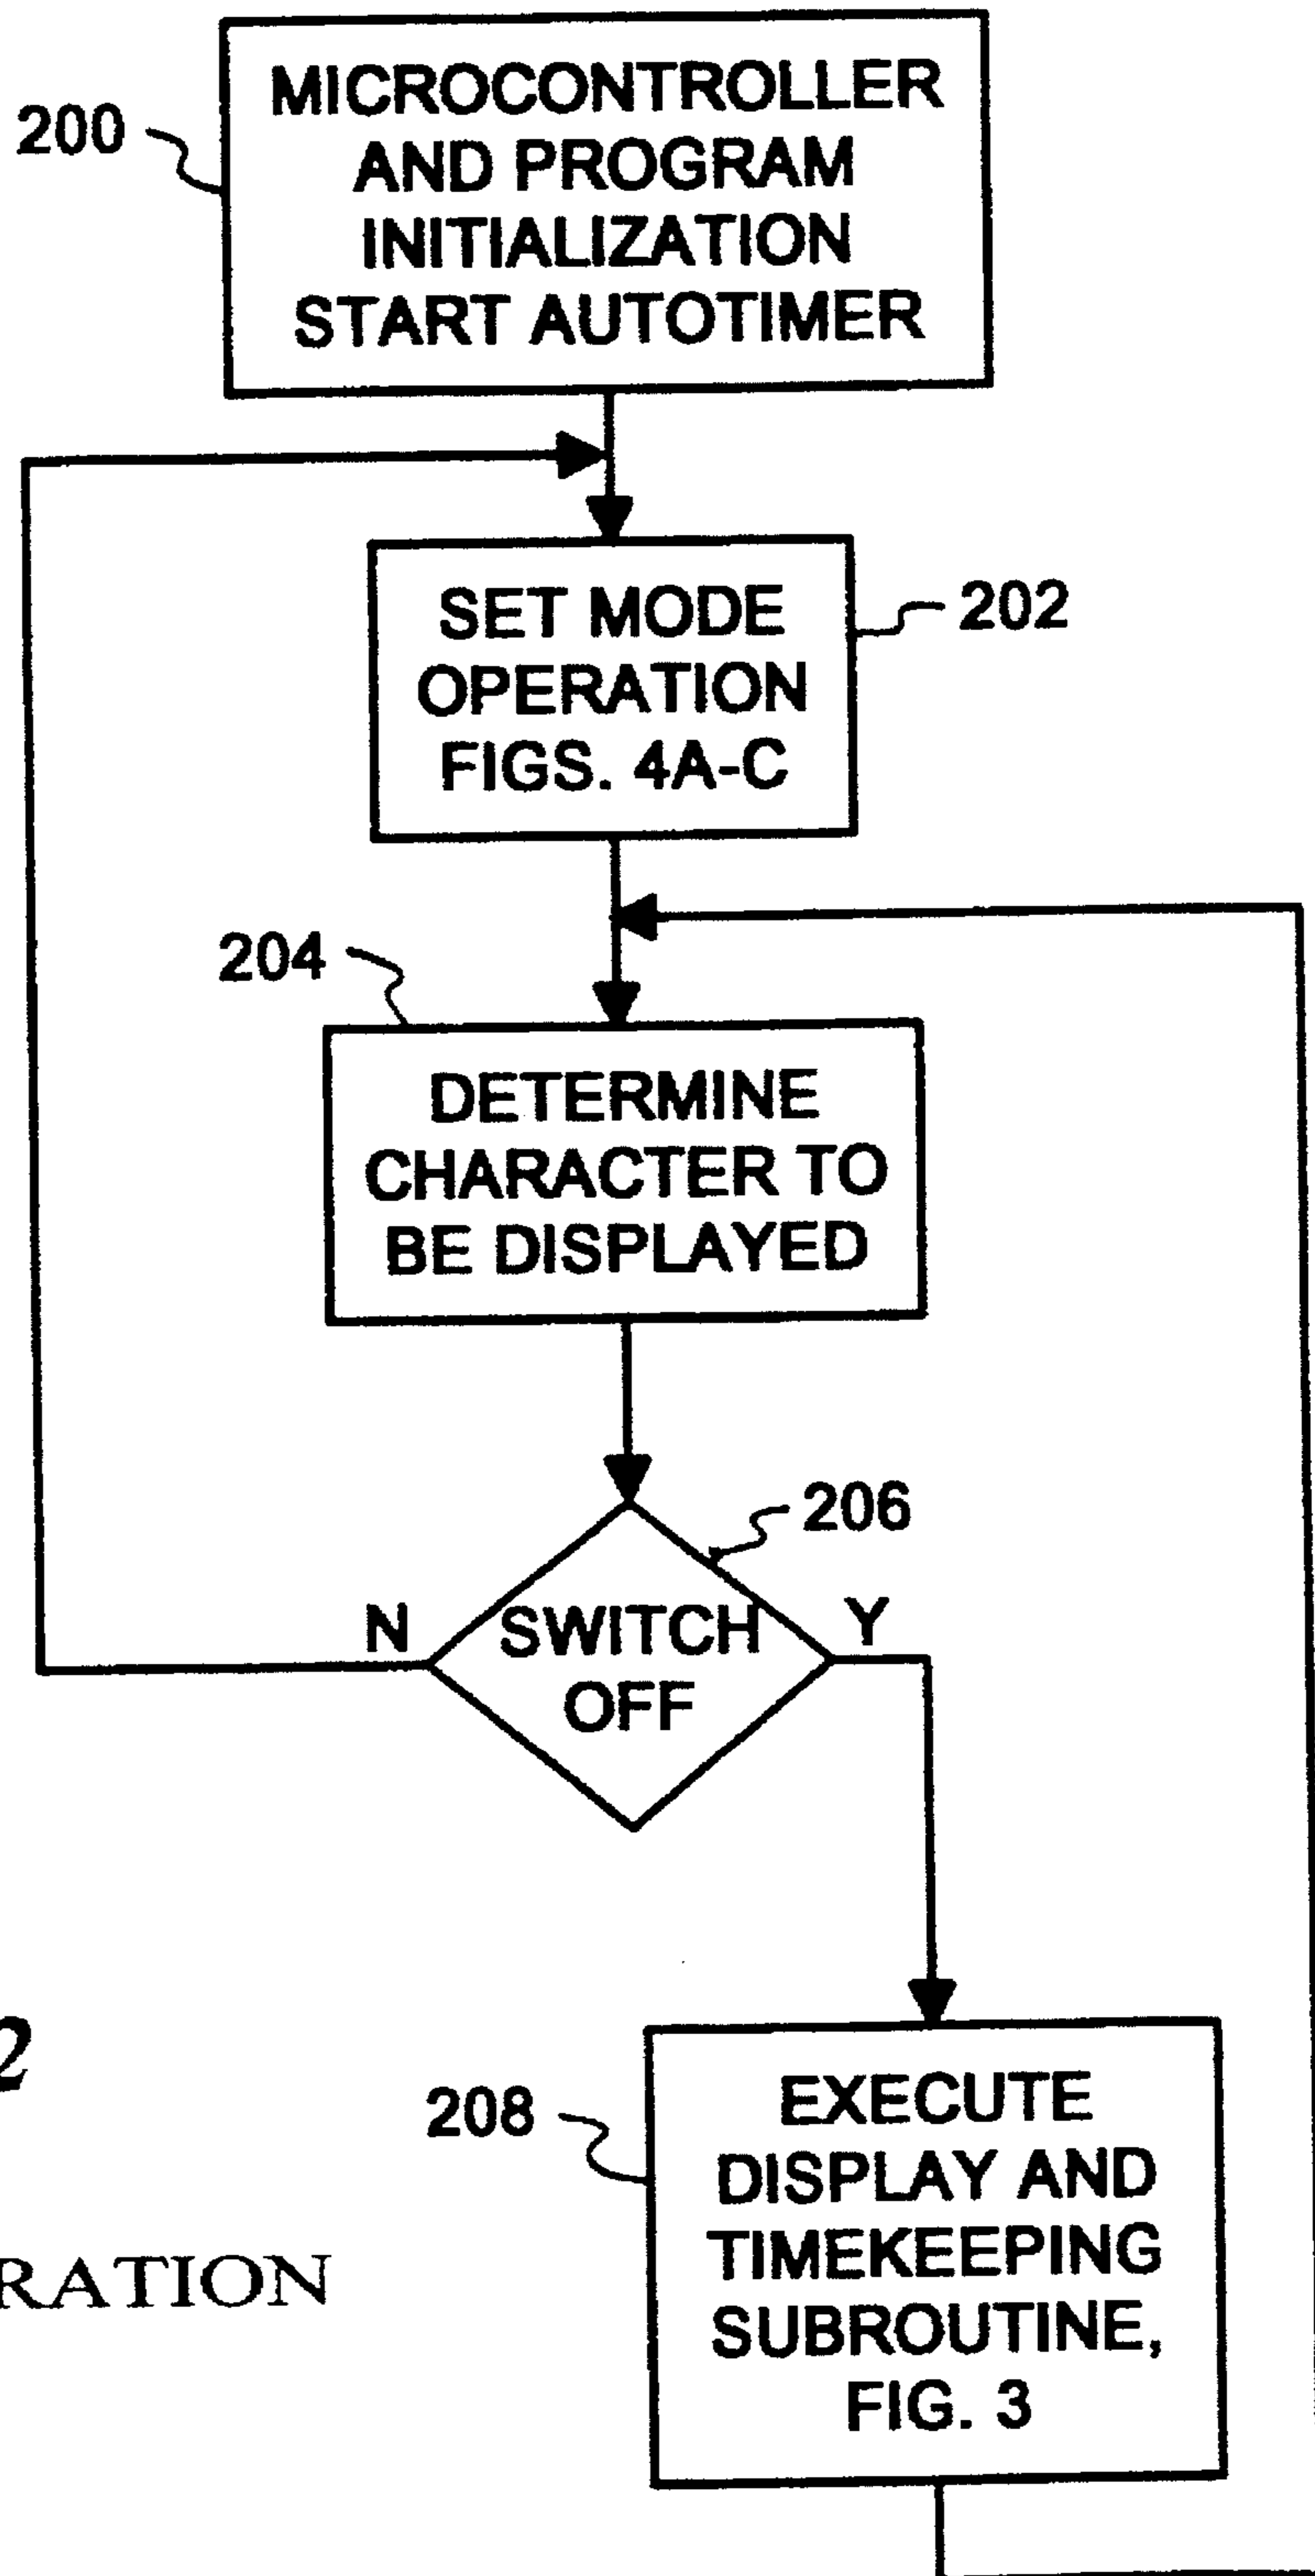 MICROCONTROLLER
AND PROGRAM
INITIALIZATION
START AUTOTIMER
200
SET MODE
OPERATION
FIGS. 4A-C
202
204
DETERMINE
CHARACTER TO
BE DISPLAYED
206
N
SWITCH
OFF
Y
2
208
EXECUTE
DISPLAY AND
TIMEKEEPING
SUBROUTINE,
FIG. 3
RATION